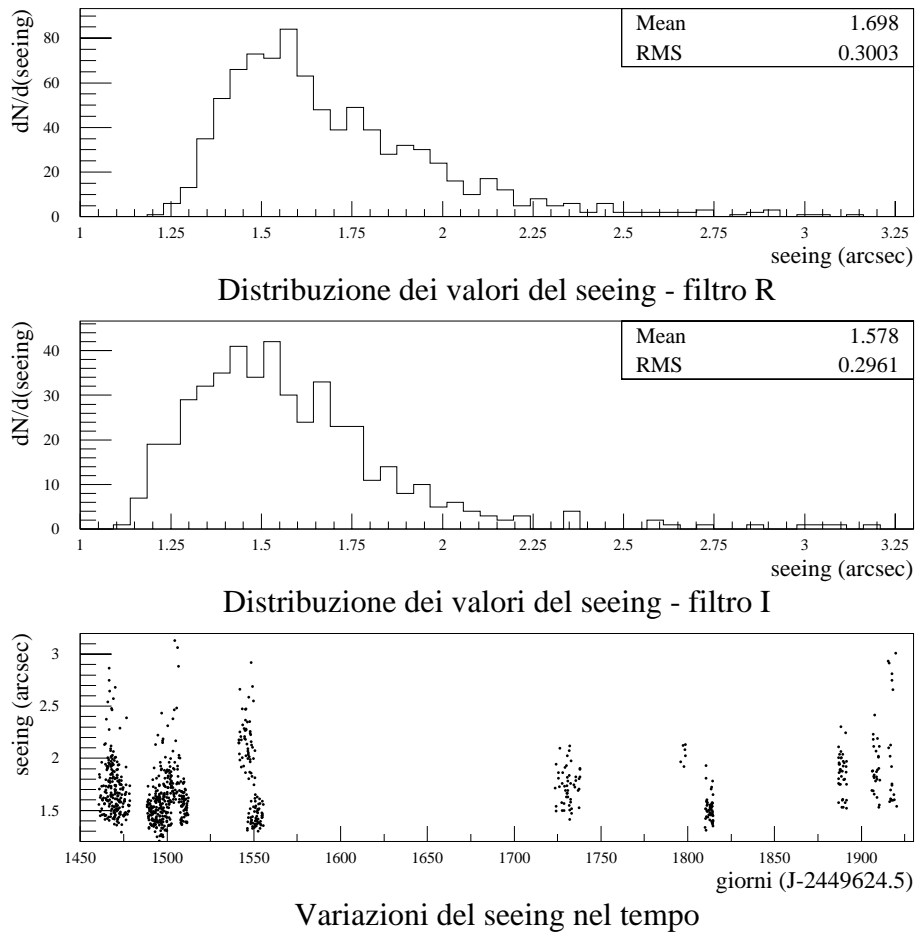 dN/d(seeing)
Mean 1.698
RMS 0.3003
80
60
40
20
0
1 1.25 1.5 1.75 2 2.25 2.5 2.75 3 3.25
seeing (arcsec)
Distribuzione dei valori del seeing - filtro R
dN/d(seeing)
Mean 1.578
RMS 0.2961
40
30
20
10
0
1 1.25 1.5 1.75 2 2.25 2.5 2.75 3 3.25
seeing (arcsec)
Distribuzione dei valori del seeing - filtro I
seeing (arcsec)
3
2.5
2
1.5
1450 1500 1550 1600 1650 1700 1750 1800 1850 1900
giorni (J-2449624.5)
Variazioni del seeing nel tempo